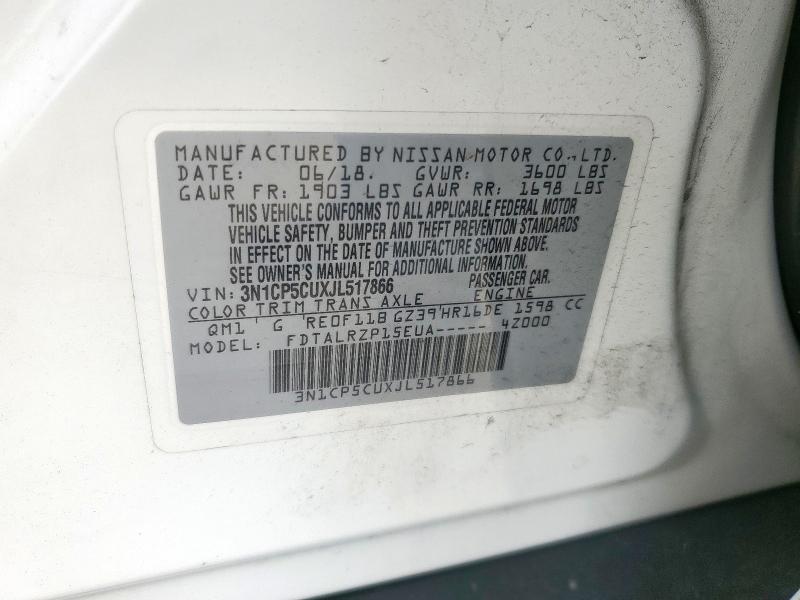 MANUFACTURED BY NISSAN MOTOR CO., LTD.
DATE: 06/18. GVWR: 3600 LBS
GAWR FR: 1903 LBS GAWR RR: 1698 LBS
THIS VEHICLE CONFORMS TO ALL APPLICABLE FEDERAL MOTOR
VEHICLE SAFETY, BUMPER AND THEFT PREVENTION STANDARDS
IN EFFECT ON THE DATE OF MANUFACTURE SHOWN ABOVE.
SEE OWNER'S MANUAL FOR ADDITIONAL INFORMATION.
VIN: 3N1CP5CUXJL517866 PASSENGER CAR.
COLOR TRIM TRANS AXLE ENGINE
QM1 G RE0F11B GZ39 HR16DE 1598 CC
MODEL: FDTALRZP15EUA----- 4Z000
3N1CP5CUXJL517866